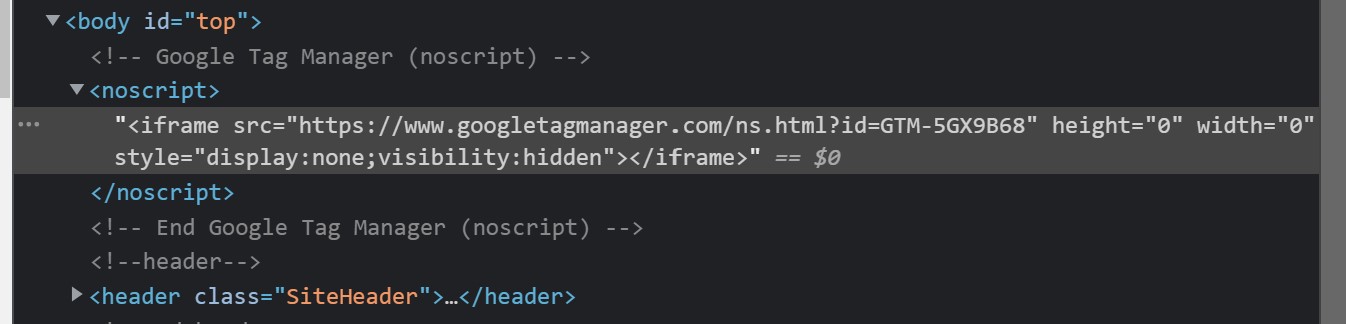 ▼<body id="top">
<!-- Google Tag Manager (noscript) -->
▼<noscript>
··· "<iframe src="https://www.googletagmanager.com/ns.html?id=GTM-5GX9B68" height="0" width="0"
style="display:none;visibility:hidden"></iframe>" == $0
</noscript>
<!-- End Google Tag Manager (noscript) -->
<!--header-->
▶<header class="SiteHeader">…</header>